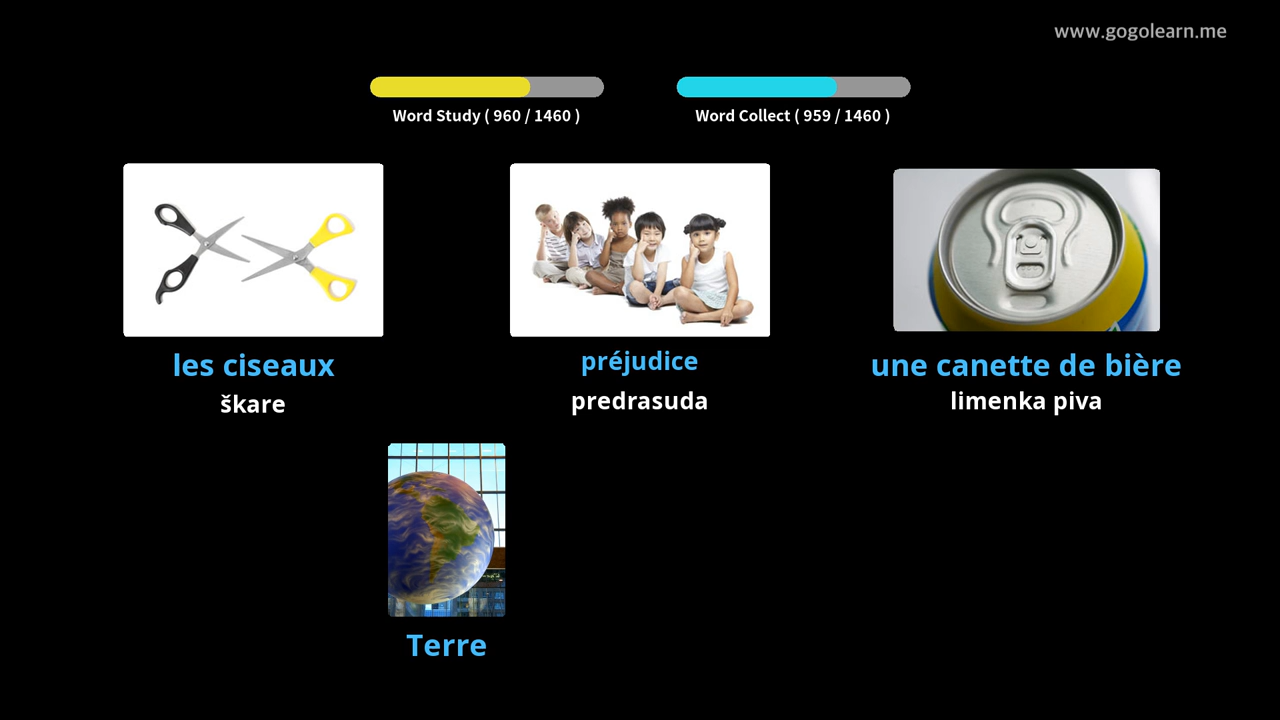 www.gogolearn.me
Word Study ( 960 / 1460 )
Word Collect ( 959 / 1460 )
les ciseaux
škare
préjudice
predrasuda
une canette de bière
limenka piva
Terre